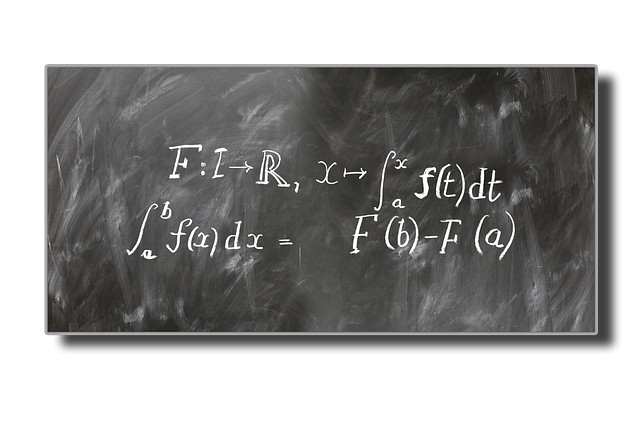 F: I → ℝ, x ↦ ∫ₐˣ f(t)dt
∫ₐᵇ f(x)dx = F(b)-F(a)